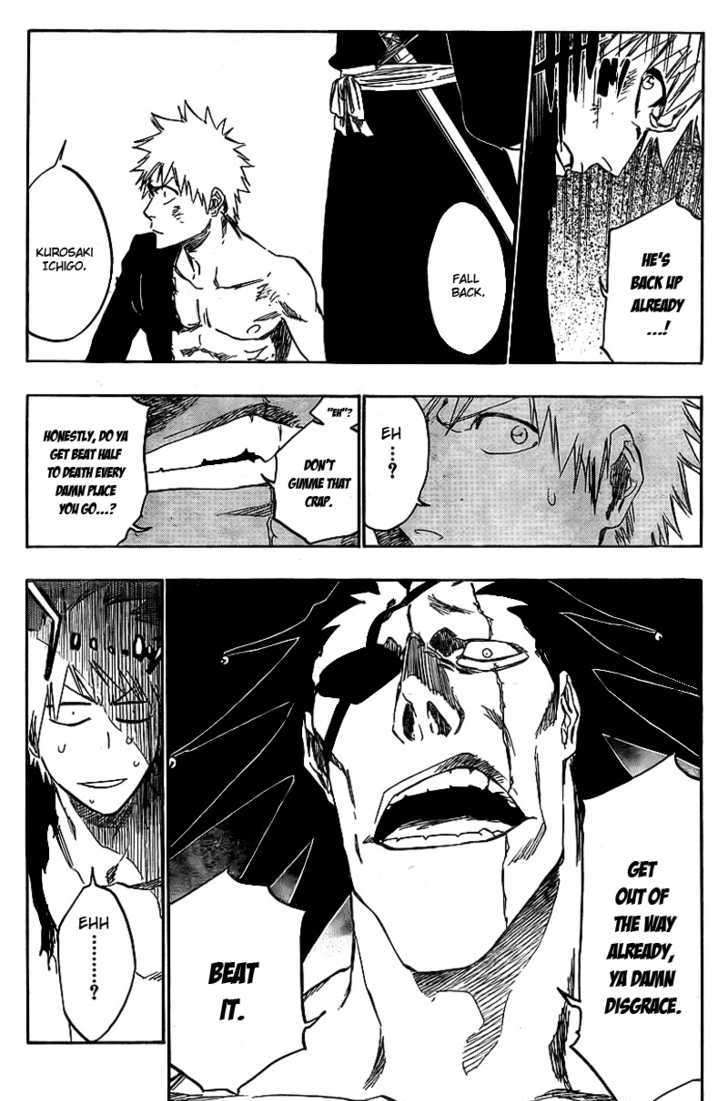 HE'S
BACK UP
ALREADY
...!
FALL
BACK.
KUROSAKI
ICHIGO.
EH
.....?
"EH"?
DON'T
GIMME THAT
CRAP.
HONESTLY, DO YA
GET BEAT HALF
TO DEATH EVERY
DAMN PLACE
YOU GO...?
GET
OUT OF
THE WAY
ALREADY,
YA DAMN
DISGRACE.
BEAT
IT.
EHH
........?